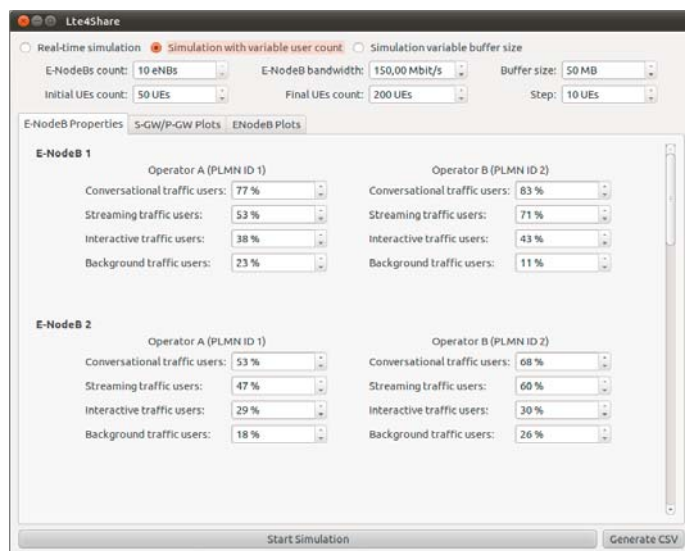 Lte4Share
Real-time simulation Simulation with variable user count Simulation variable buffer size
E-NodeBs count: 10 eNBs E-NodeB bandwidth: 150,00 Mbit/s Buffer size: 50 MB
Initial UEs count: 50 UEs Final UEs count: 200 UEs Step: 10 UEs
E-NodeB Properties S-GW/P-GW Plots ENodeB Plots
E-NodeB 1
Operator A (PLMN ID 1) Operator B (PLMN ID 2)
Conversational traffic users: 77 % Conversational traffic users: 83 %
Streaming traffic users: 53 % Streaming traffic users: 71 %
Interactive traffic users: 38 % Interactive traffic users: 43 %
Background traffic users: 23 % Background traffic users: 11 %
E-NodeB 2
Operator A (PLMN ID 1) Operator B (PLMN ID 2)
Conversational traffic users: 53 % Conversational traffic users: 68 %
Streaming traffic users: 47 % Streaming traffic users: 60 %
Interactive traffic users: 29 % Interactive traffic users: 30 %
Background traffic users: 18 % Background traffic users: 26 %
Start Simulation Generate CSV